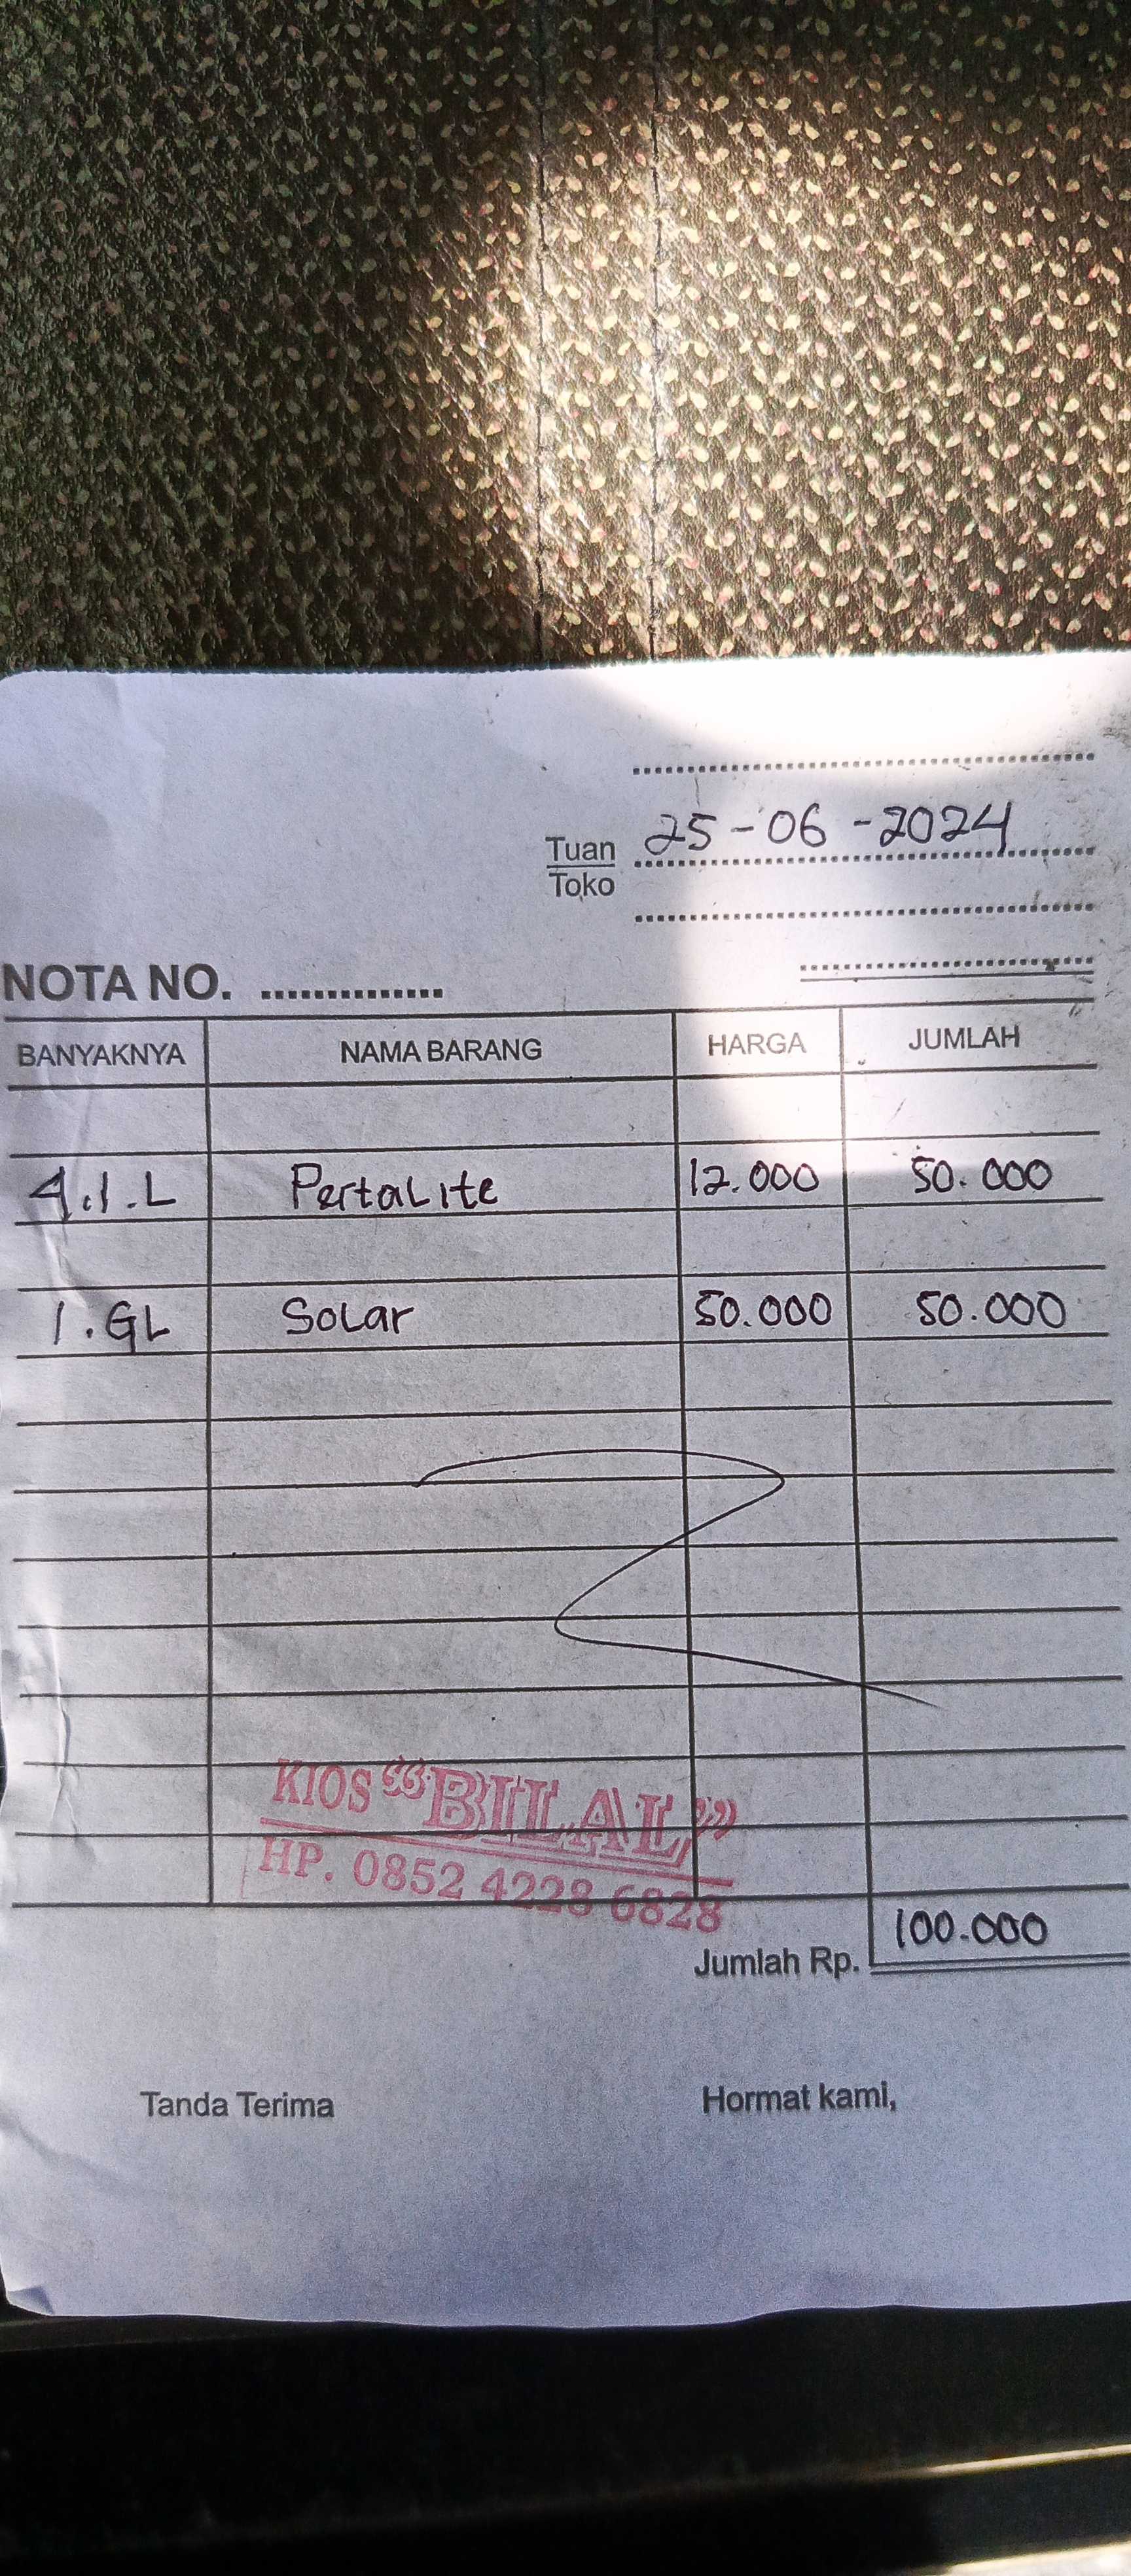 25-06-2024
Tuan
Toko
NOTA NO.
BANYAKNYA NAMA BARANG HARGA JUMLAH
4.1.L Pertalite 12.000 50.000
1.GL Solar 50.000 50.000
KIOS "BILAL"
HP. 0852 4228 6828
Jumlah Rp. 100.000
Tanda Terima Hormat kami,